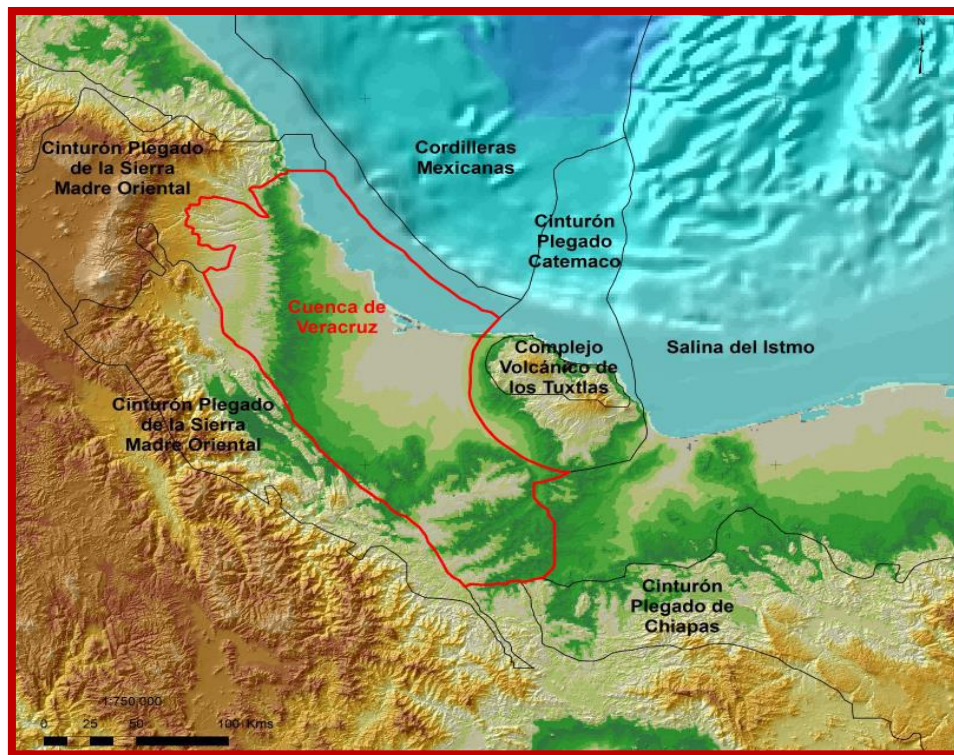 N
Cinturón Plegado
de la Sierra
Madre Oriental
Cordilleras
Mexicanas
Cinturón
Plegado
Catemaco
Cuenca de
Veracruz
Complejo
Volcánico de
los Tuxtlas
Salina del Istmo
Cinturón Plegado
de la Sierra
Madre Oriental
Cinturón
Plegado de
Chiapas
1:750,000
0 25 50 100 Kms